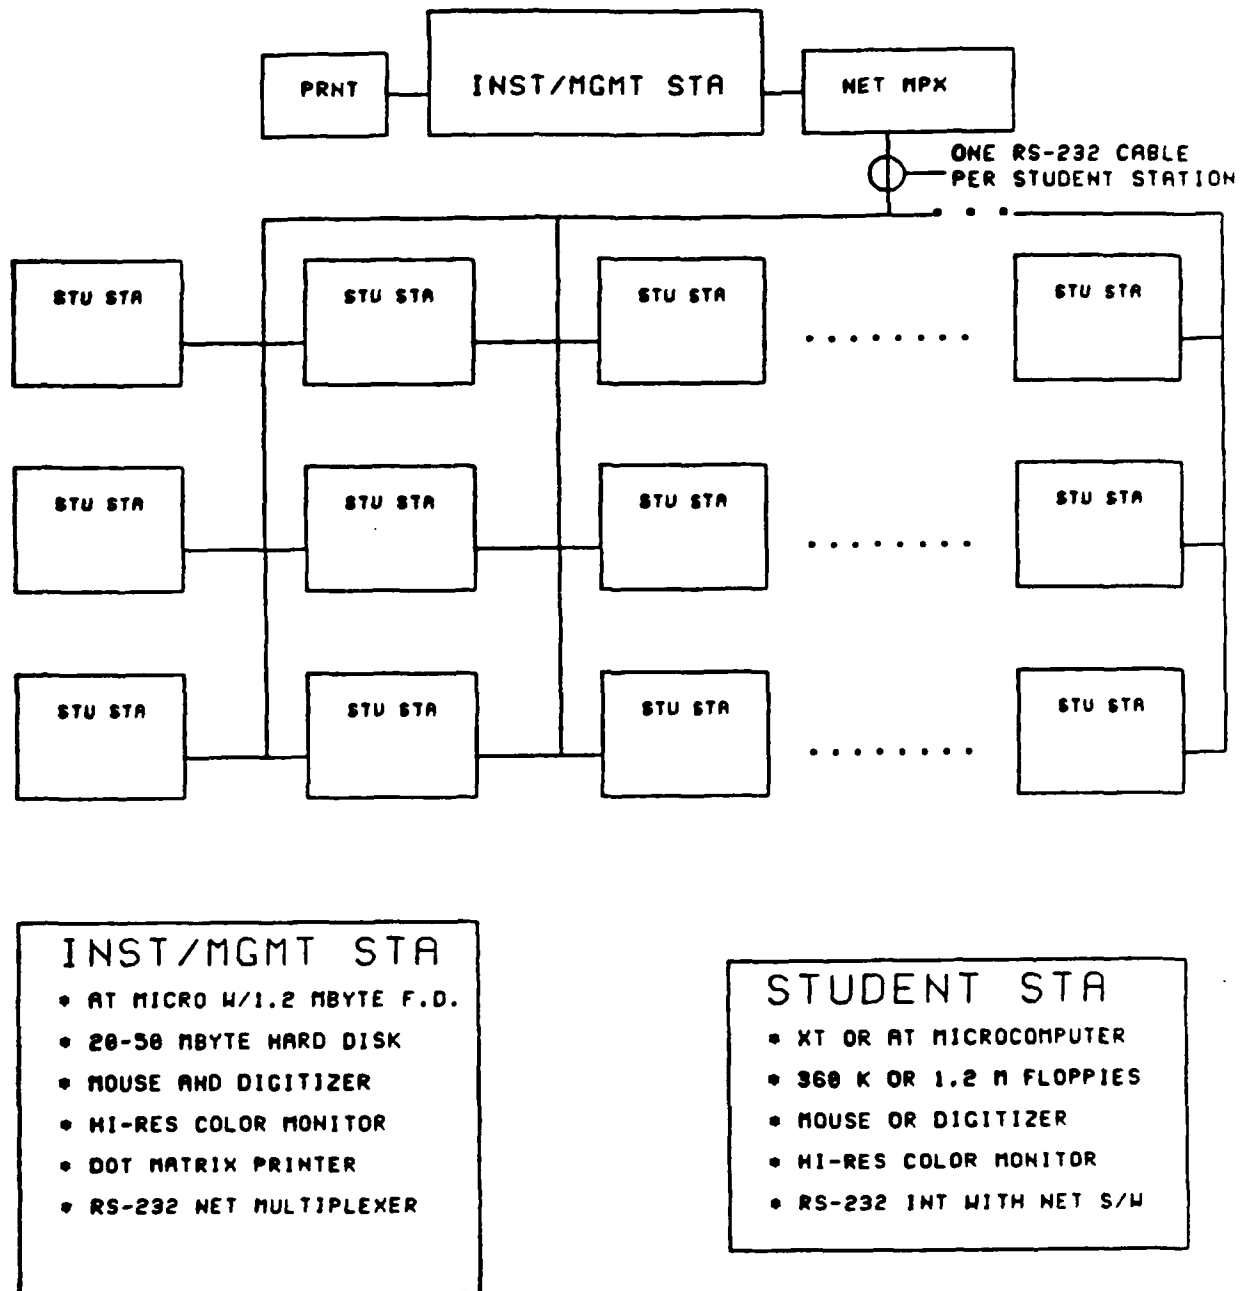 PRNT
INST/MGMT STA
NET MPX
ONE RS-232 CABLE
PER STUDENT STATION
STU STA
STU STA
STU STA
STU STA
STU STA
STU STA
STU STA
STU STA
STU STA
STU STA
STU STA
STU STA
INST/MGMT STA
* AT MICRO W/1.2 MBYTE F.D.
* 20-50 MBYTE HARD DISK
* MOUSE AND DIGITIZER
* HI-RES COLOR MONITOR
* DOT MATRIX PRINTER
* RS-232 NET MULTIPLEXER
STUDENT STA
* XT OR AT MICROCOMPUTER
* 360 K OR 1.2 M FLOPPIES
* MOUSE OR DIGITIZER
* HI-RES COLOR MONITOR
* RS-232 INT WITH NET S/W